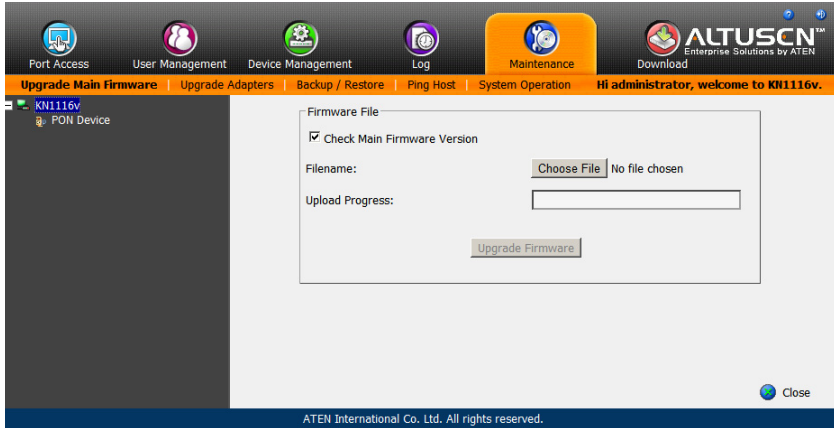 ALTUSCN™
Enterprise Solutions by ATEN
Port Access User Management Device Management Log Maintenance Download
Upgrade Main Firmware | Upgrade Adapters | Backup / Restore | Ping Host | System Operation Hi administrator, welcome to KN1116v.
KN1116v
PON Device
Firmware File
Check Main Firmware Version
Filename: Choose File No file chosen
Upload Progress:
Upgrade Firmware
Close
ATEN International Co. Ltd. All rights reserved.